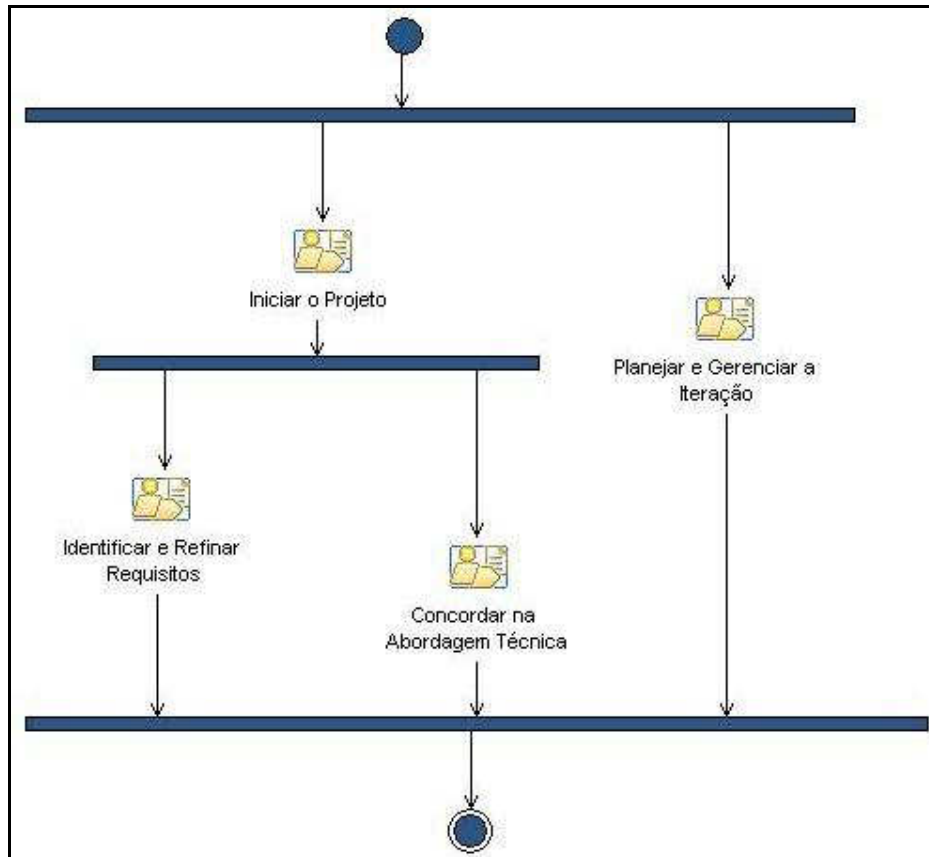 Iniciar o Projeto
Planejar e Gerenciar a
Iteração
Identificar e Refinar
Requisitos
Concordar na
Abordagem Técnica